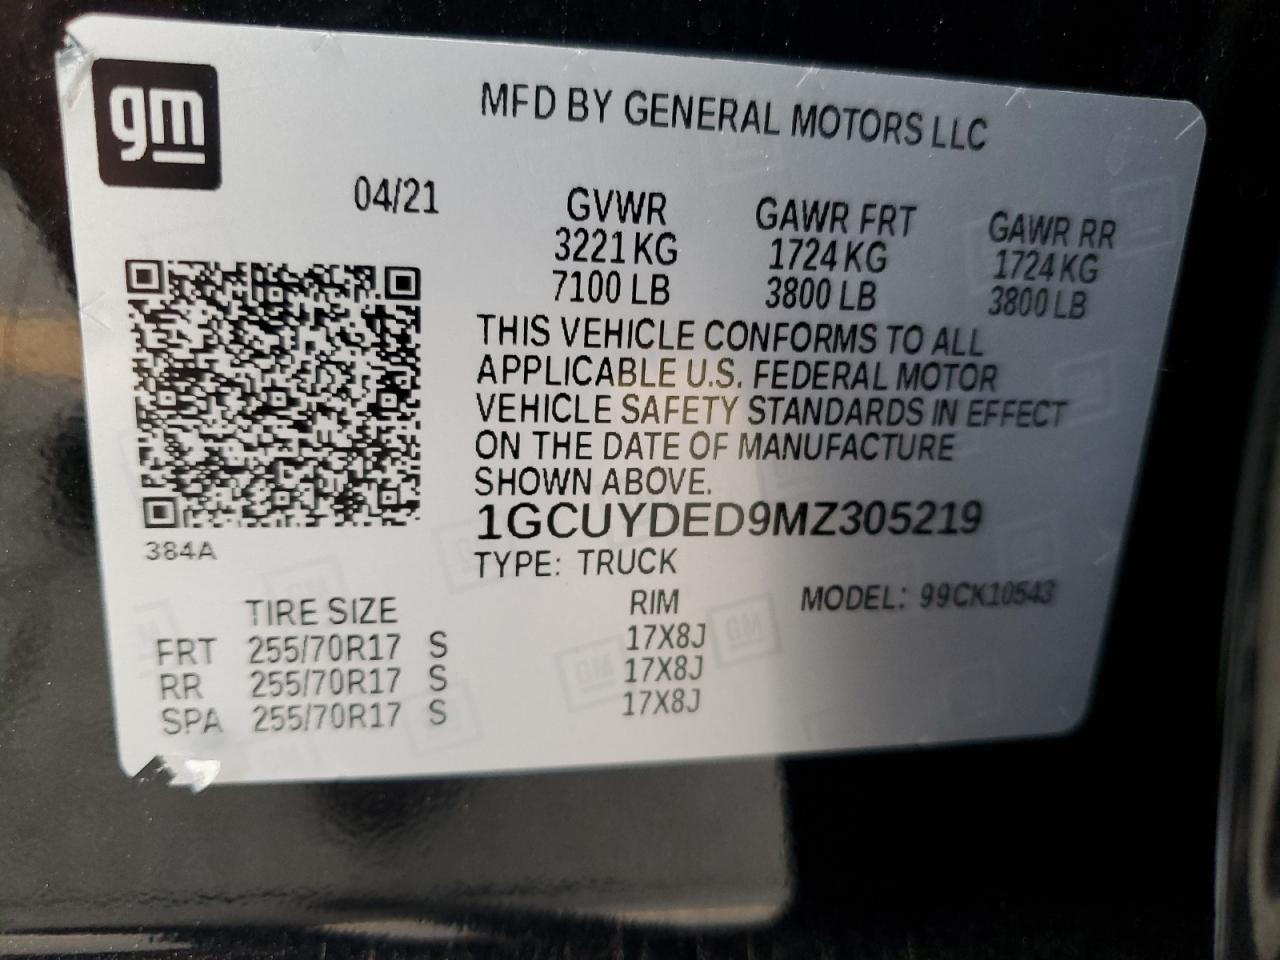 gm
MFD BY GENERAL MOTORS LLC
04/21
GVWR GAWR FRT GAWR RR
3221 KG 1724 KG 1724 KG
7100 LB 3800 LB 3800 LB
THIS VEHICLE CONFORMS TO ALL
APPLICABLE U.S. FEDERAL MOTOR
VEHICLE SAFETY STANDARDS IN EFFECT
ON THE DATE OF MANUFACTURE
SHOWN ABOVE.
1GCUYDED9MZ305219
384A
TYPE: TRUCK
TIRE SIZE RIM MODEL: 99CK10543
FRT 255/70R17 S 17X8J
RR 255/70R17 S 17X8J
SPA 255/70R17 S 17X8J